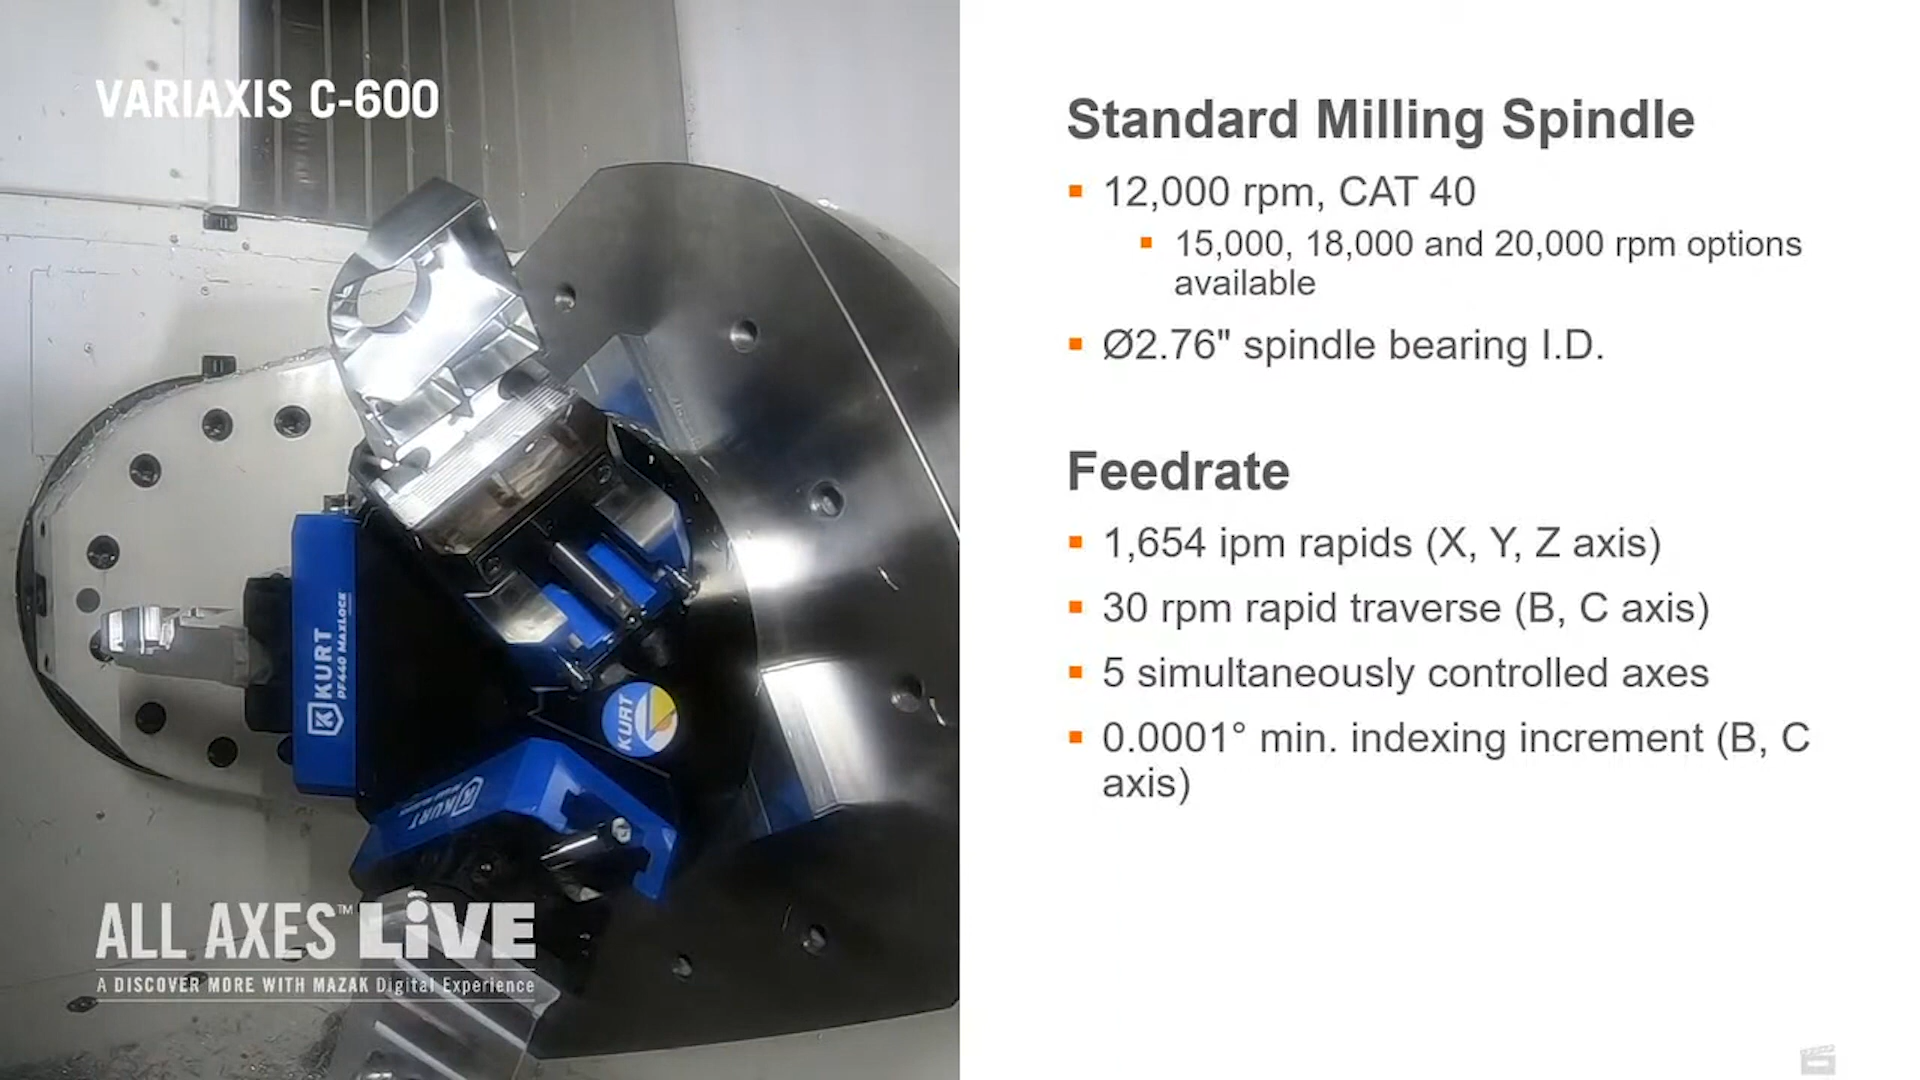 VARIAXIS C-600
KURT
PF440 MAXLOCK
KURT
KURT
ALL AXES™ LiVE
A DISCOVER MORE WITH MAZAK Digital Experience
Standard Milling Spindle
12,000 rpm, CAT 40
15,000, 18,000 and 20,000 rpm options
available
Ø2.76" spindle bearing I.D.
Feedrate
1,654 ipm rapids (X, Y, Z axis)
30 rpm rapid traverse (B, C axis)
5 simultaneously controlled axes
0.0001° min. indexing increment (B, C
axis)